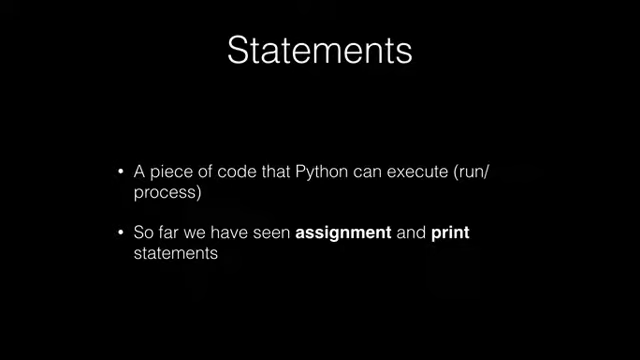 Statements
• A piece of code that Python can execute (run/
process)
• So far we have seen assignment and print
statements